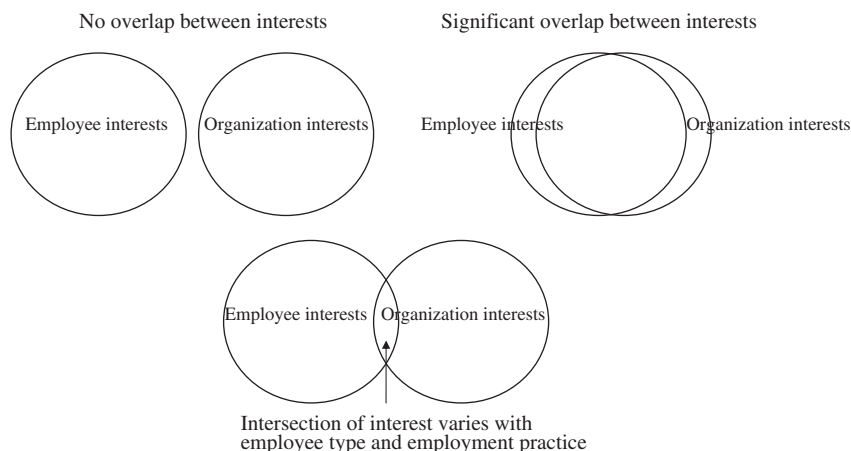 No overlap between interests
Significant overlap between interests
Employee interests
Organization interests
Employee interests
Organization interests
Employee interests
Organization interests
Intersection of interest varies with
employee type and employment practice